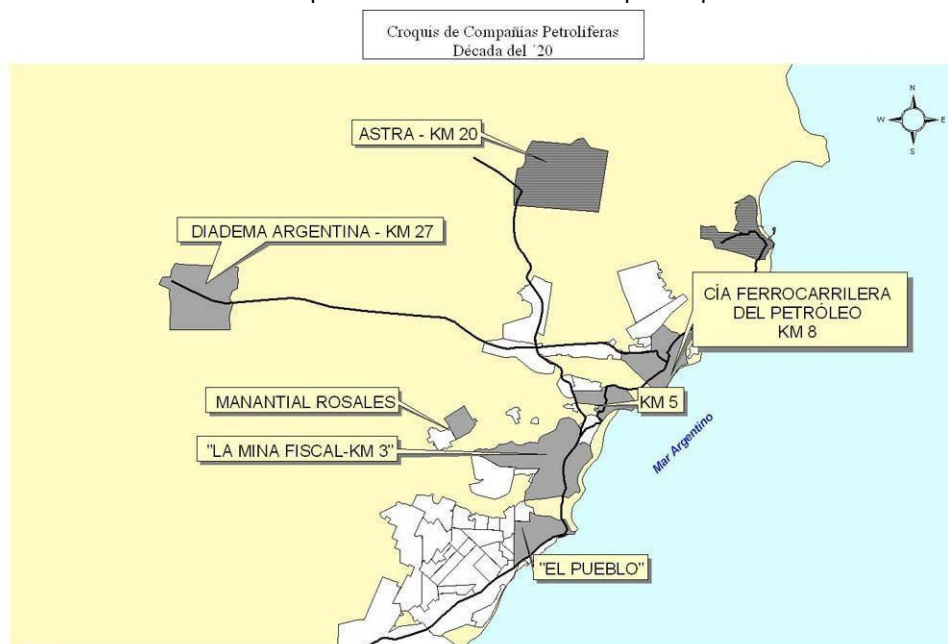 Croquis de Compañías Petrolíferas
Década del ´20
N
W
E
S
ASTRA - KM 20
DIADEMA ARGENTINA - KM 27
CÍA FERROCARRILERA
DEL PETRÓLEO
KM 8
MANANTIAL ROSALES
KM 5
"LA MINA FISCAL-KM 3"
Mar Argentino
"EL PUEBLO"